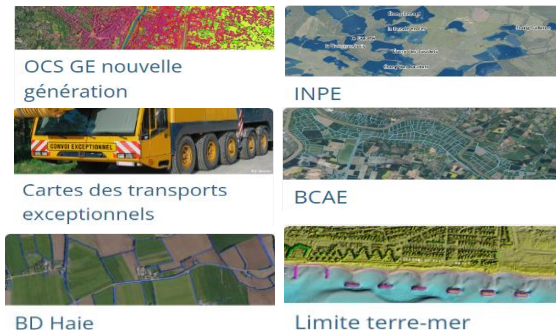 OCS GE nouvelle
génération
INPE
CONVOI EXCEPTIONNEL
Cartes des transports
exceptionnels
BCAE
BD Haie
Limite terre-mer